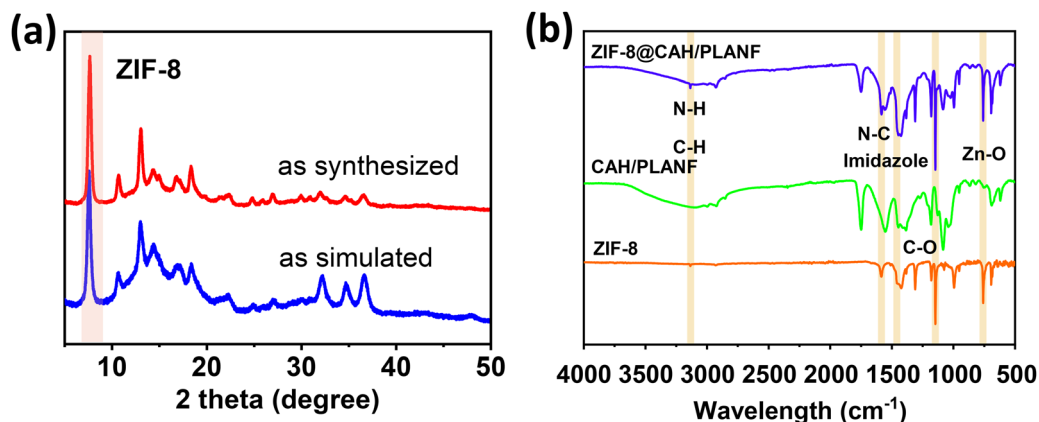 (a)
ZIF-8
as synthesized
as simulated
10 20 30 40 50
2 theta (degree)
(b)
ZIF-8@CAH/PLANF
N-H
C-H
N-C
Imidazole
Zn-O
CAH/PLANF
C-O
ZIF-8
4000 3500 3000 2500 2000 1500 1000 500
Wavelength (cm⁻¹)